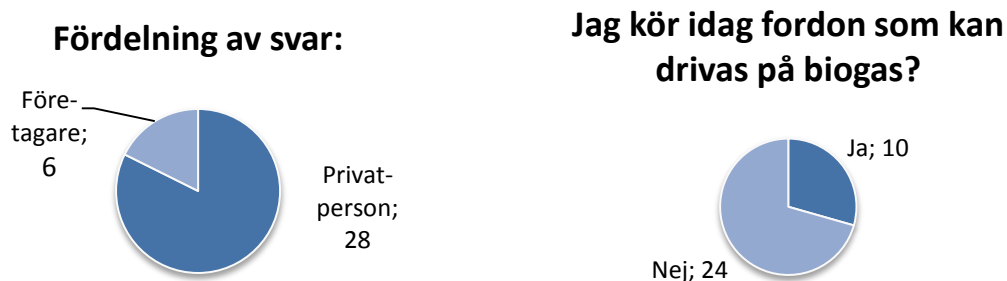 Fördelning av svar:
Före-
tagare;
6
Privat-
person;
28
Jag kör idag fordon som kan
drivas på biogas?
Ja; 10
Nej; 24